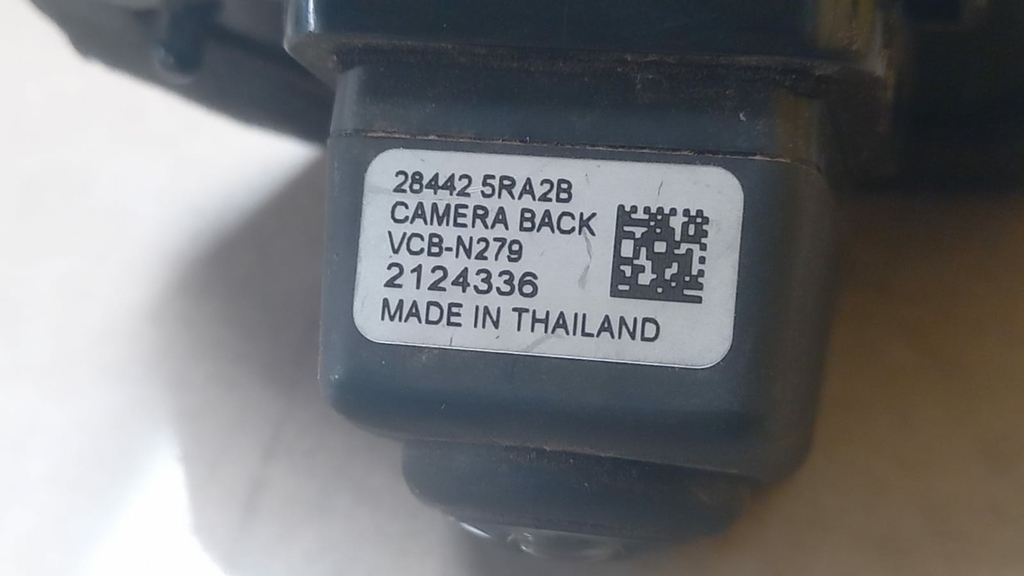 28442 5RA2B
CAMERA BACK
VCB-N279
2124336
MADE IN THAILAND